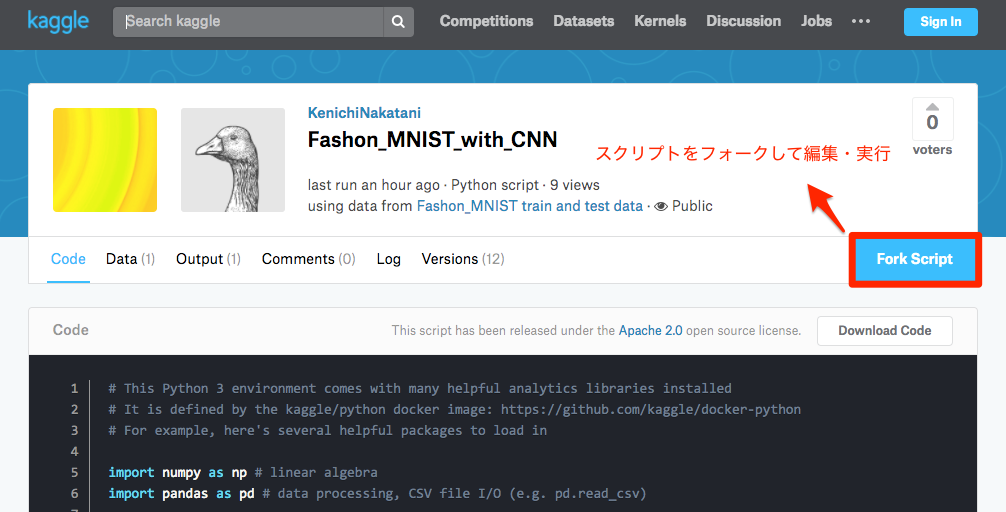 kaggle Search kaggle Competitions Datasets Kernels Discussion Jobs ••• Sign In
KenichiNakatani
Fashon_MNIST_with_CNN
0
voters
スクリプトをフォークして編集・実行
last run an hour ago · Python script · 9 views
using data from Fashon_MNIST train and test data · Public
Code Data (1) Output (1) Comments (0) Log Versions (12) Fork Script
Code This script has been released under the Apache 2.0 open source license. Download Code
1 # This Python 3 environment comes with many helpful analytics libraries installed
2 # It is defined by the kaggle/python docker image: https://github.com/kaggle/docker-python
3 # For example, here's several helpful packages to load in
4
5 import numpy as np # linear algebra
6 import pandas as pd # data processing, CSV file I/O (e.g. pd.read_csv)